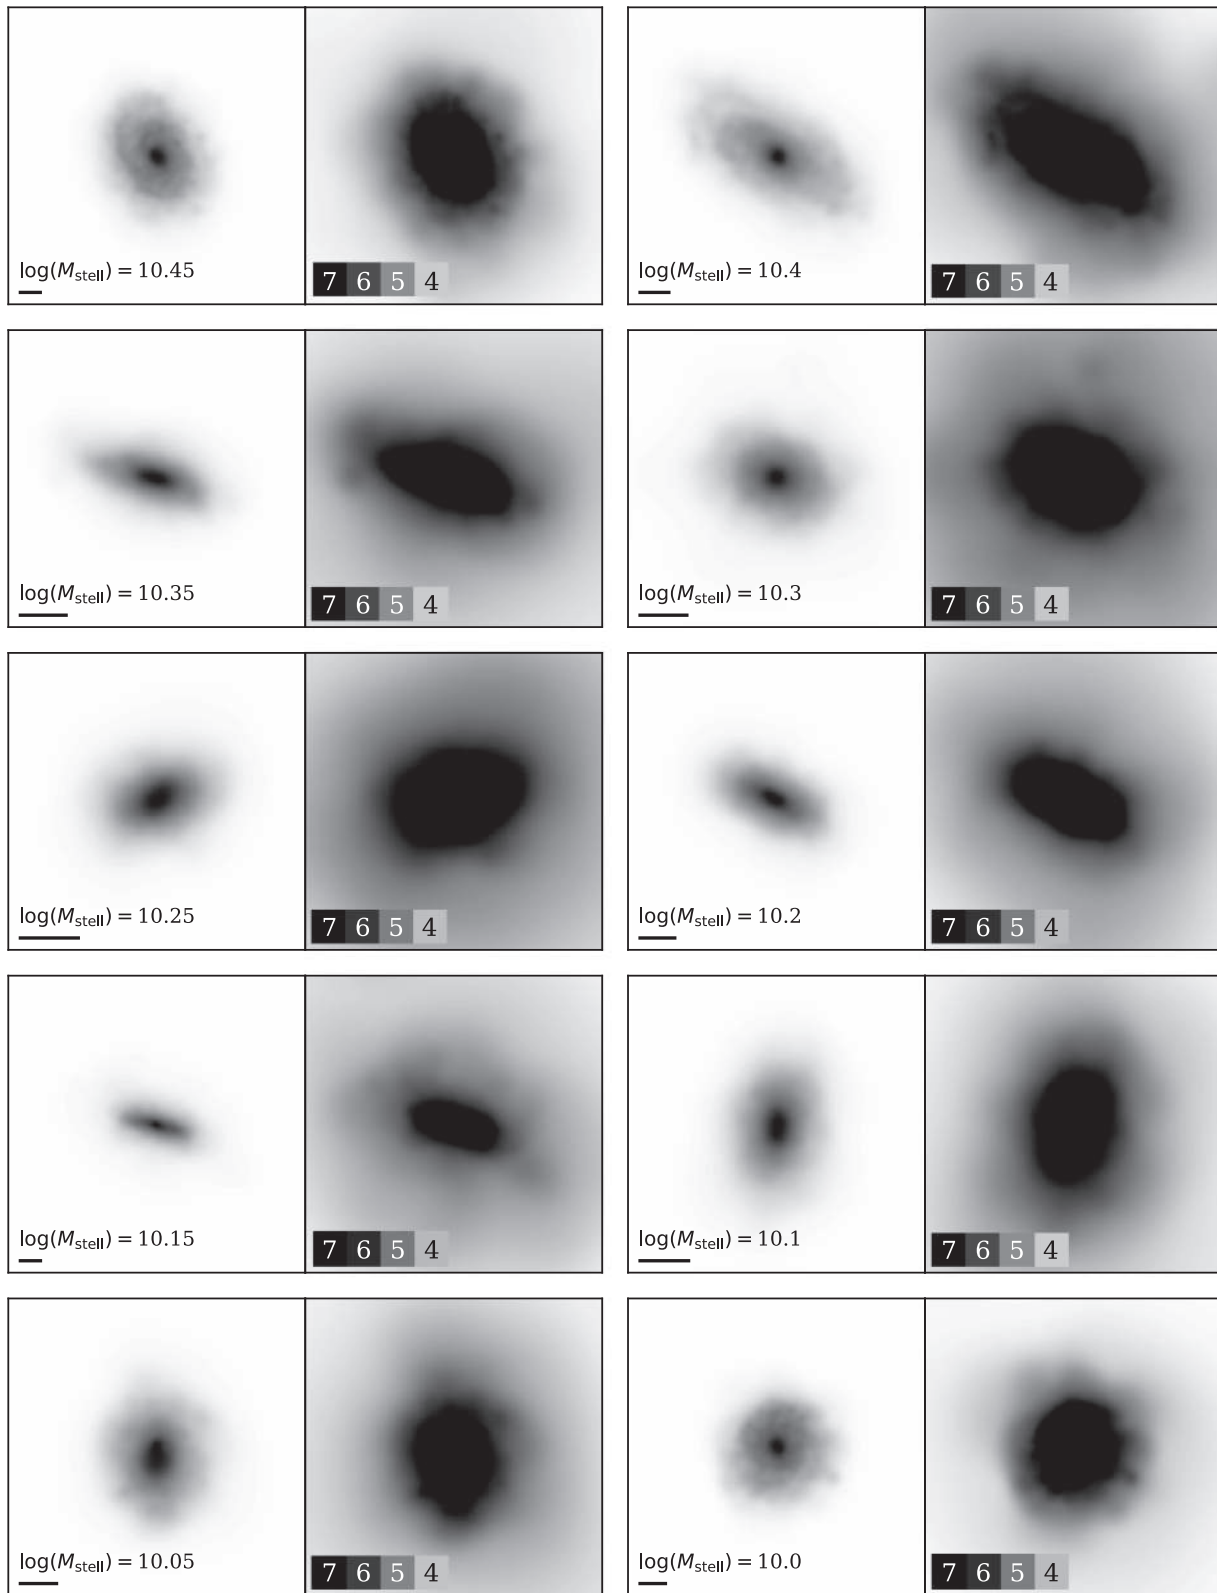 log(M_stell) = 10.45
7 6 5 4
log(M_stell) = 10.4
7 6 5 4
log(M_stell) = 10.35
7 6 5 4
log(M_stell) = 10.3
7 6 5 4
log(M_stell) = 10.25
7 6 5 4
log(M_stell) = 10.2
7 6 5 4
log(M_stell) = 10.15
7 6 5 4
log(M_stell) = 10.1
7 6 5 4
log(M_stell) = 10.05
7 6 5 4
log(M_stell) = 10.0
7 6 5 4